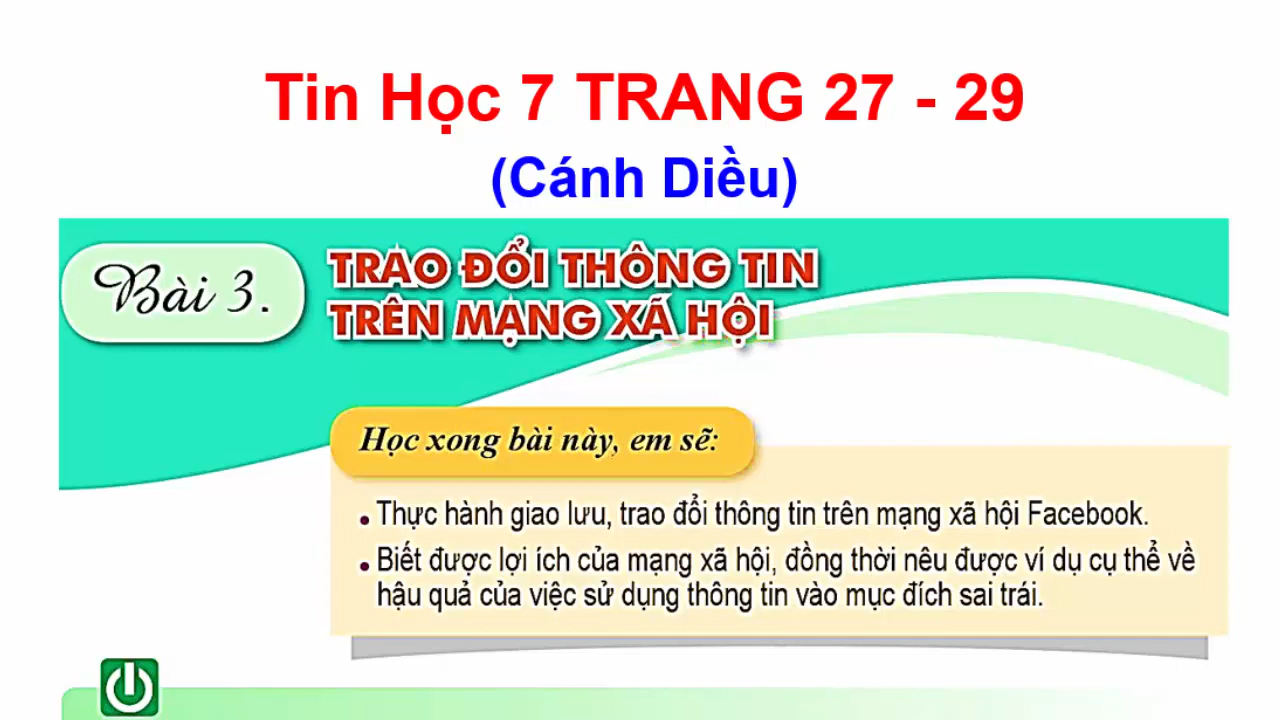 Tin Học 7 TRANG 27 - 29
(Cánh Diều)
Bài 3.
TRAO ĐỔI THÔNG TIN
TRÊN MẠNG XÃ HỘI
Học xong bài này, em sẽ:
• Thực hành giao lưu, trao đổi thông tin trên mạng xã hội Facebook.
• Biết được lợi ích của mạng xã hội, đồng thời nêu được ví dụ cụ thể về
hậu quả của việc sử dụng thông tin vào mục đích sai trái.